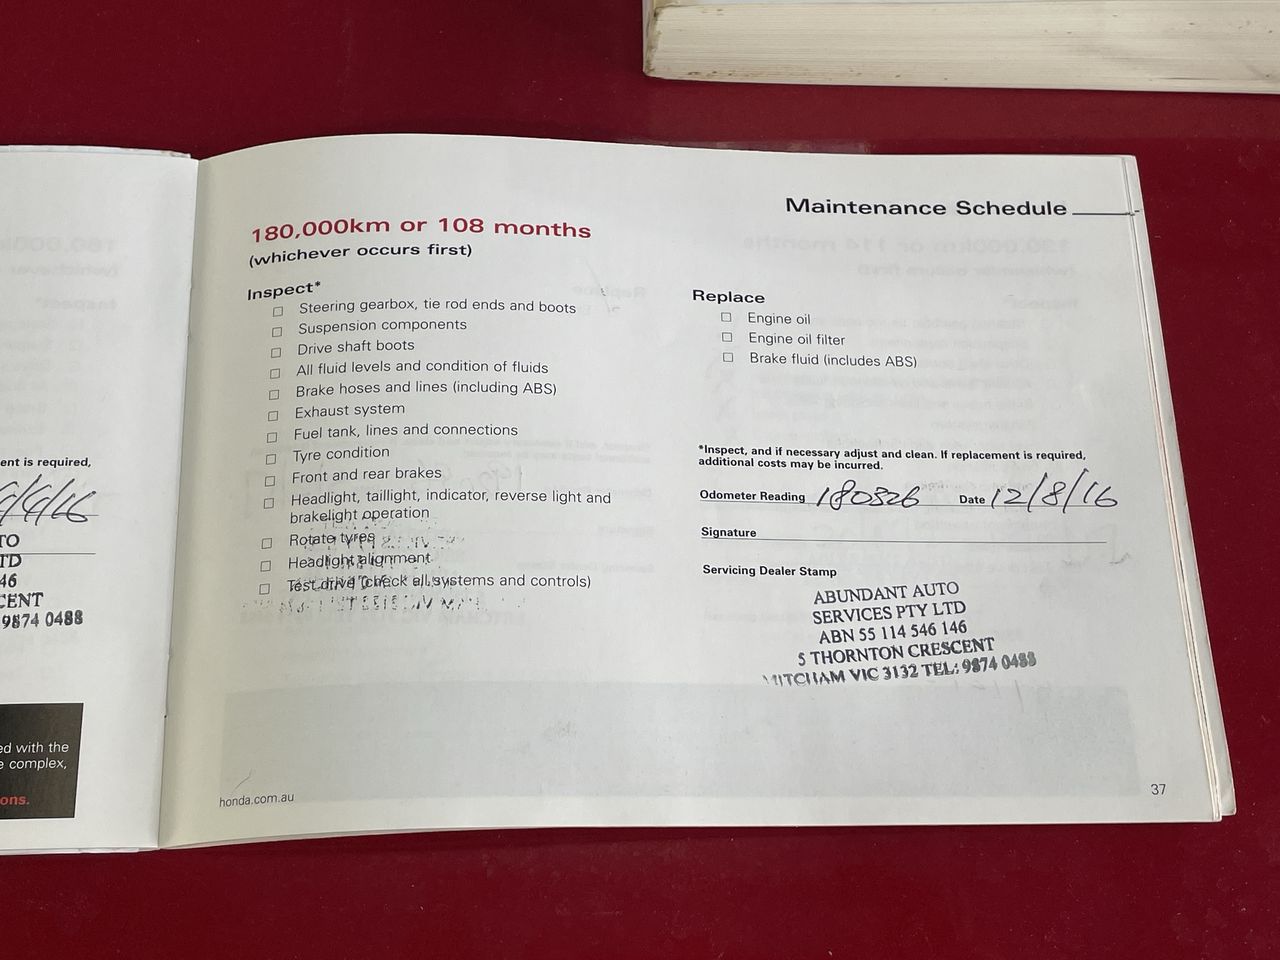 ent is required,
TO
TD
46
CENT
9874 0488
ed with the
e complex,
ons.
Maintenance Schedule
180,000km or 108 months
(whichever occurs first)
Inspect*
Steering gearbox, tie rod ends and boots
Suspension components
Drive shaft boots
All fluid levels and condition of fluids
Brake hoses and lines (including ABS)
Exhaust system
Fuel tank, lines and connections
Tyre condition
Front and rear brakes
Headlight, taillight, indicator, reverse light and
brakelight operation
Rotate tyres
Headlight alignment
Test drive (check all systems and controls)
Replace
Engine oil
Engine oil filter
Brake fluid (includes ABS)
*Inspect, and if necessary adjust and clean. If replacement is required,
additional costs may be incurred.
Odometer Reading 180326 Date 12/8/16
Signature
Servicing Dealer Stamp
ABUNDANT AUTO
SERVICES PTY LTD
ABN 55 114 546 146
5 THORNTON CRESCENT
MITCHAM VIC 3132 TEL: 9874 0488
honda.com.au
37